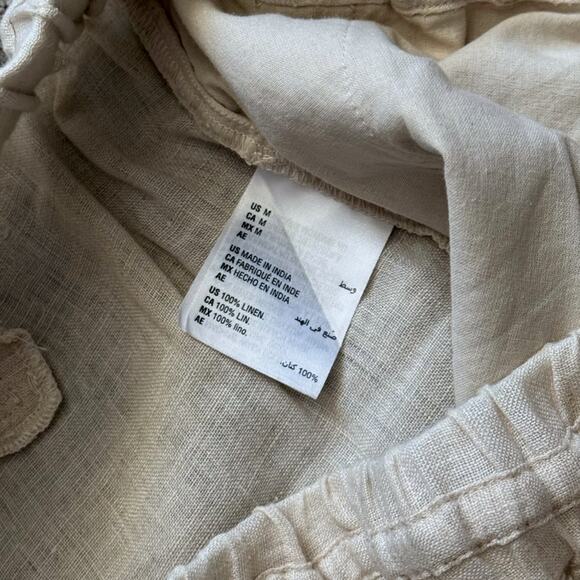 US M
CA M
MX M
AE وسط
US MADE IN INDIA
CA FABRIQUÉ EN INDE
MX HECHO EN INDIA
AE صنع في الهند
US 100% LINEN.
CA 100% LIN.
MX 100% lino.
AE 100% كتان.